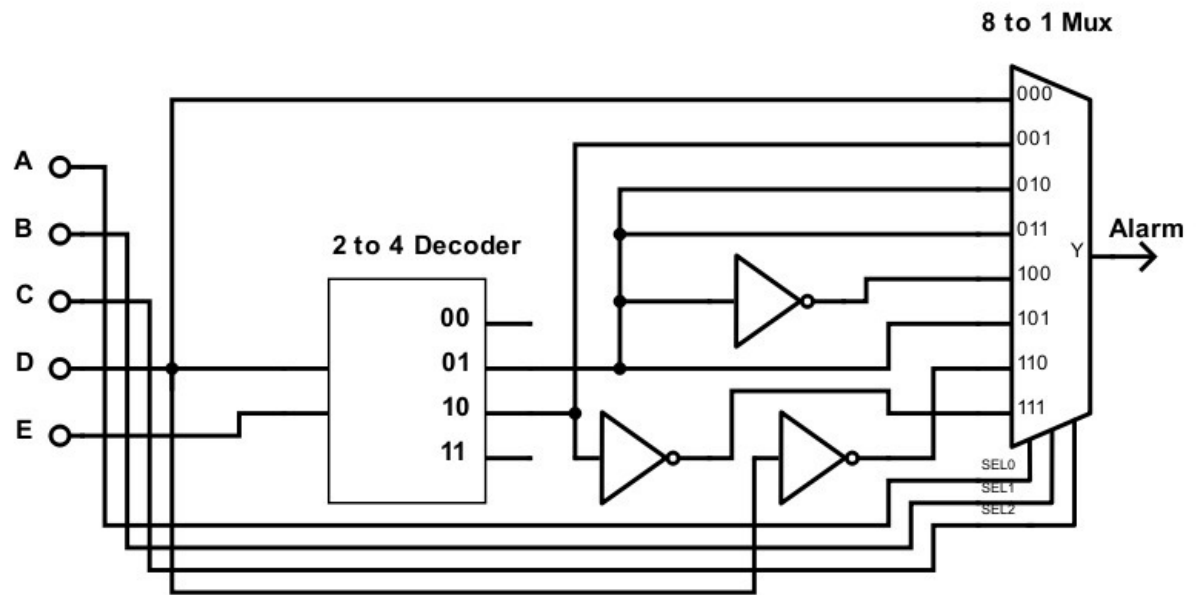 8 to 1 Mux
000
001
A
010
B
011
Alarm
2 to 4 Decoder
Y
C
100
00
101
D
01
110
10
111
E
11
SEL0
SEL1
SEL2